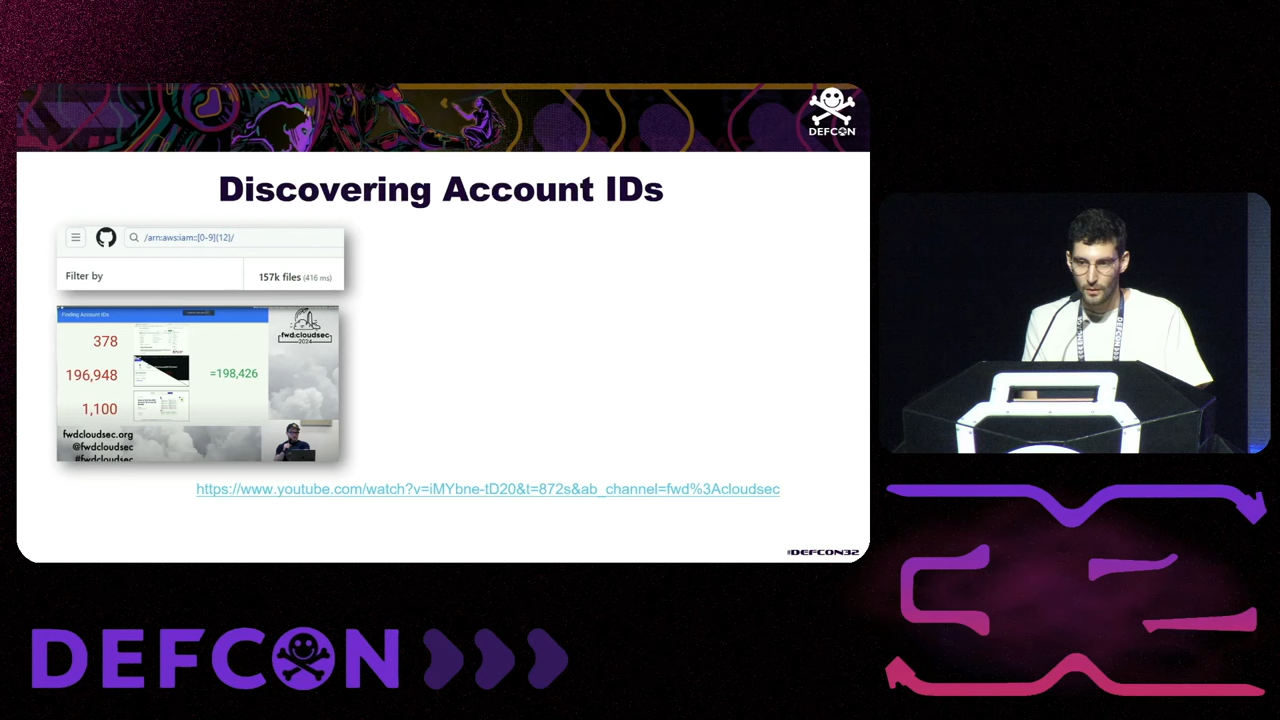 DEFCON
Discovering Account IDs
/arn:aws:iam::[0-9]{12}/
Filter by
157k files (416 ms)
Finding Account IDs
378
196,948
1,100
=198,426
fwd:cloudsec
2024
fwdcloudsec.org
@fwdcloudsec
#fwdcloudsec
https://www.youtube.com/watch?v=iMYbne-tD20&t=872s&ab_channel=fwd%3Acloudsec
#DEFCON32
DEFCON